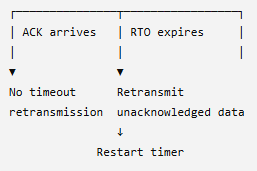 ACK arrives RTO expires
No timeout Retransmit
retransmission unacknowledged data
Restart timer